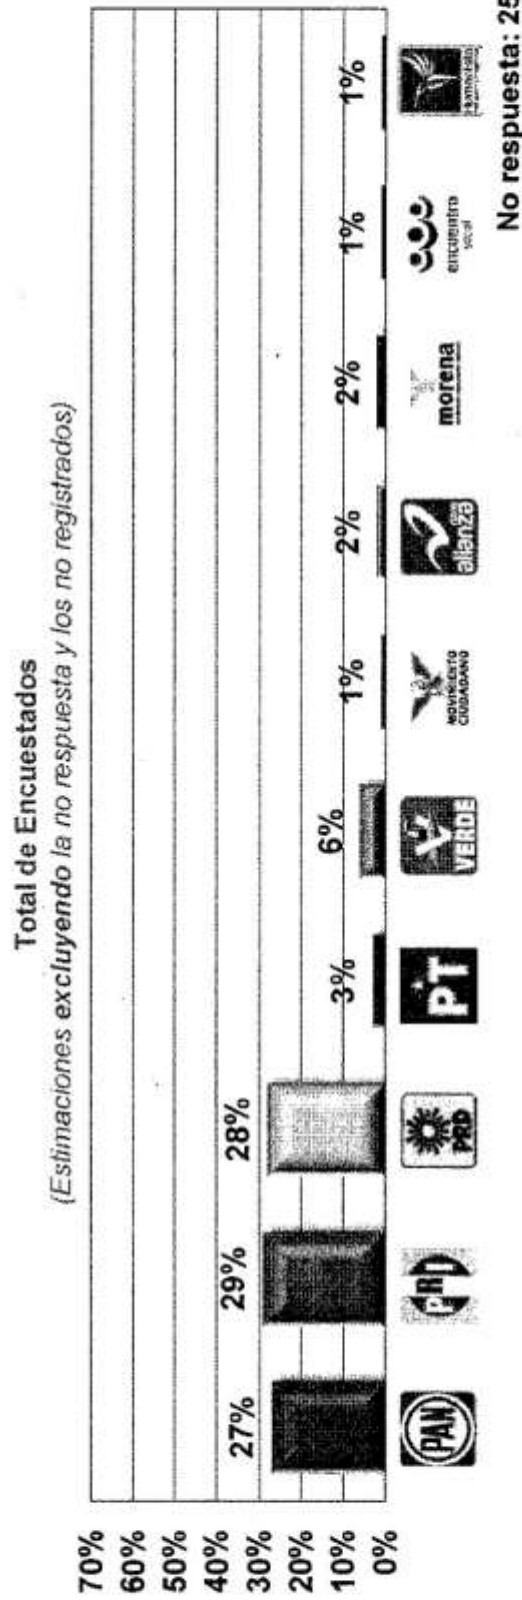 Total de Encuestados
(Estimaciones excluyendo la no respuesta y los no registrados)
70%
60%
50%
40%
30%
20%
10%
0%
27%
29%
28%
3%
6%
1%
2%
2%
1%
1%
PAN
PRI
PRD
PT
VERDE
MOVIMIENTO
CIUDADANO
alianza
morena
encuentro
social
Humanista
No respuesta: 25